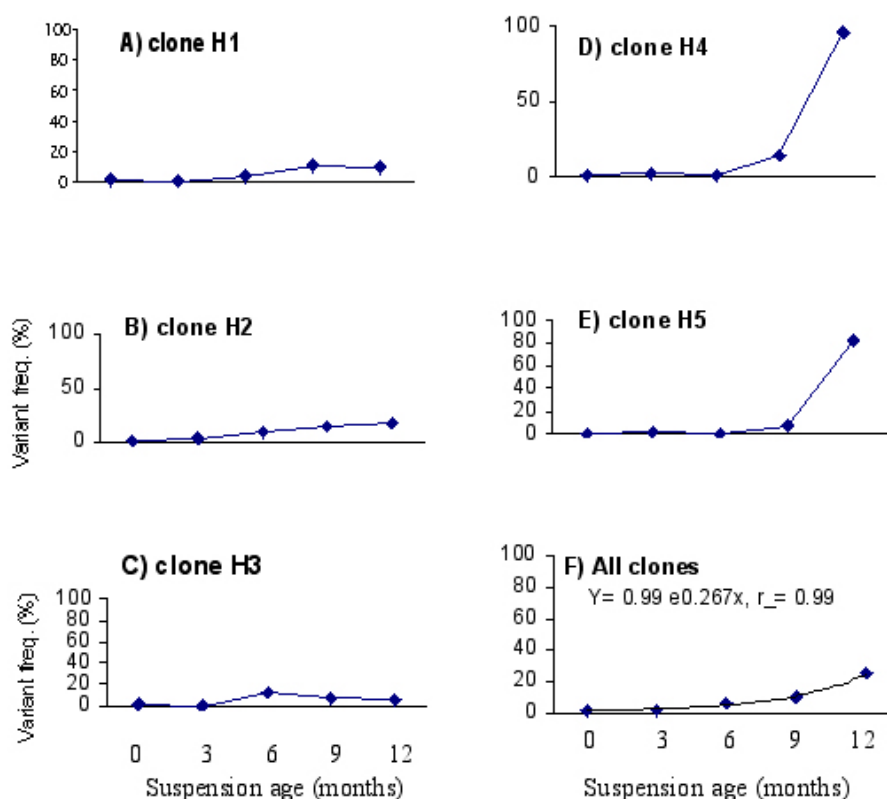 A) clone H1
100
80
60
40
20
0
D) clone H4
100
50
0
B) clone H2
Variant freq. (%)
100
50
0
E) clone H5
100
80
60
40
20
0
C) clone H3
Variant freq. (%)
100
80
60
40
20
0
0 3 6 9 12
Suspension age (months)
F) All clones
Y= 0.99 e0.267x, r_= 0.99
100
80
60
40
20
0
0 3 6 9 12
Suspension age (months)